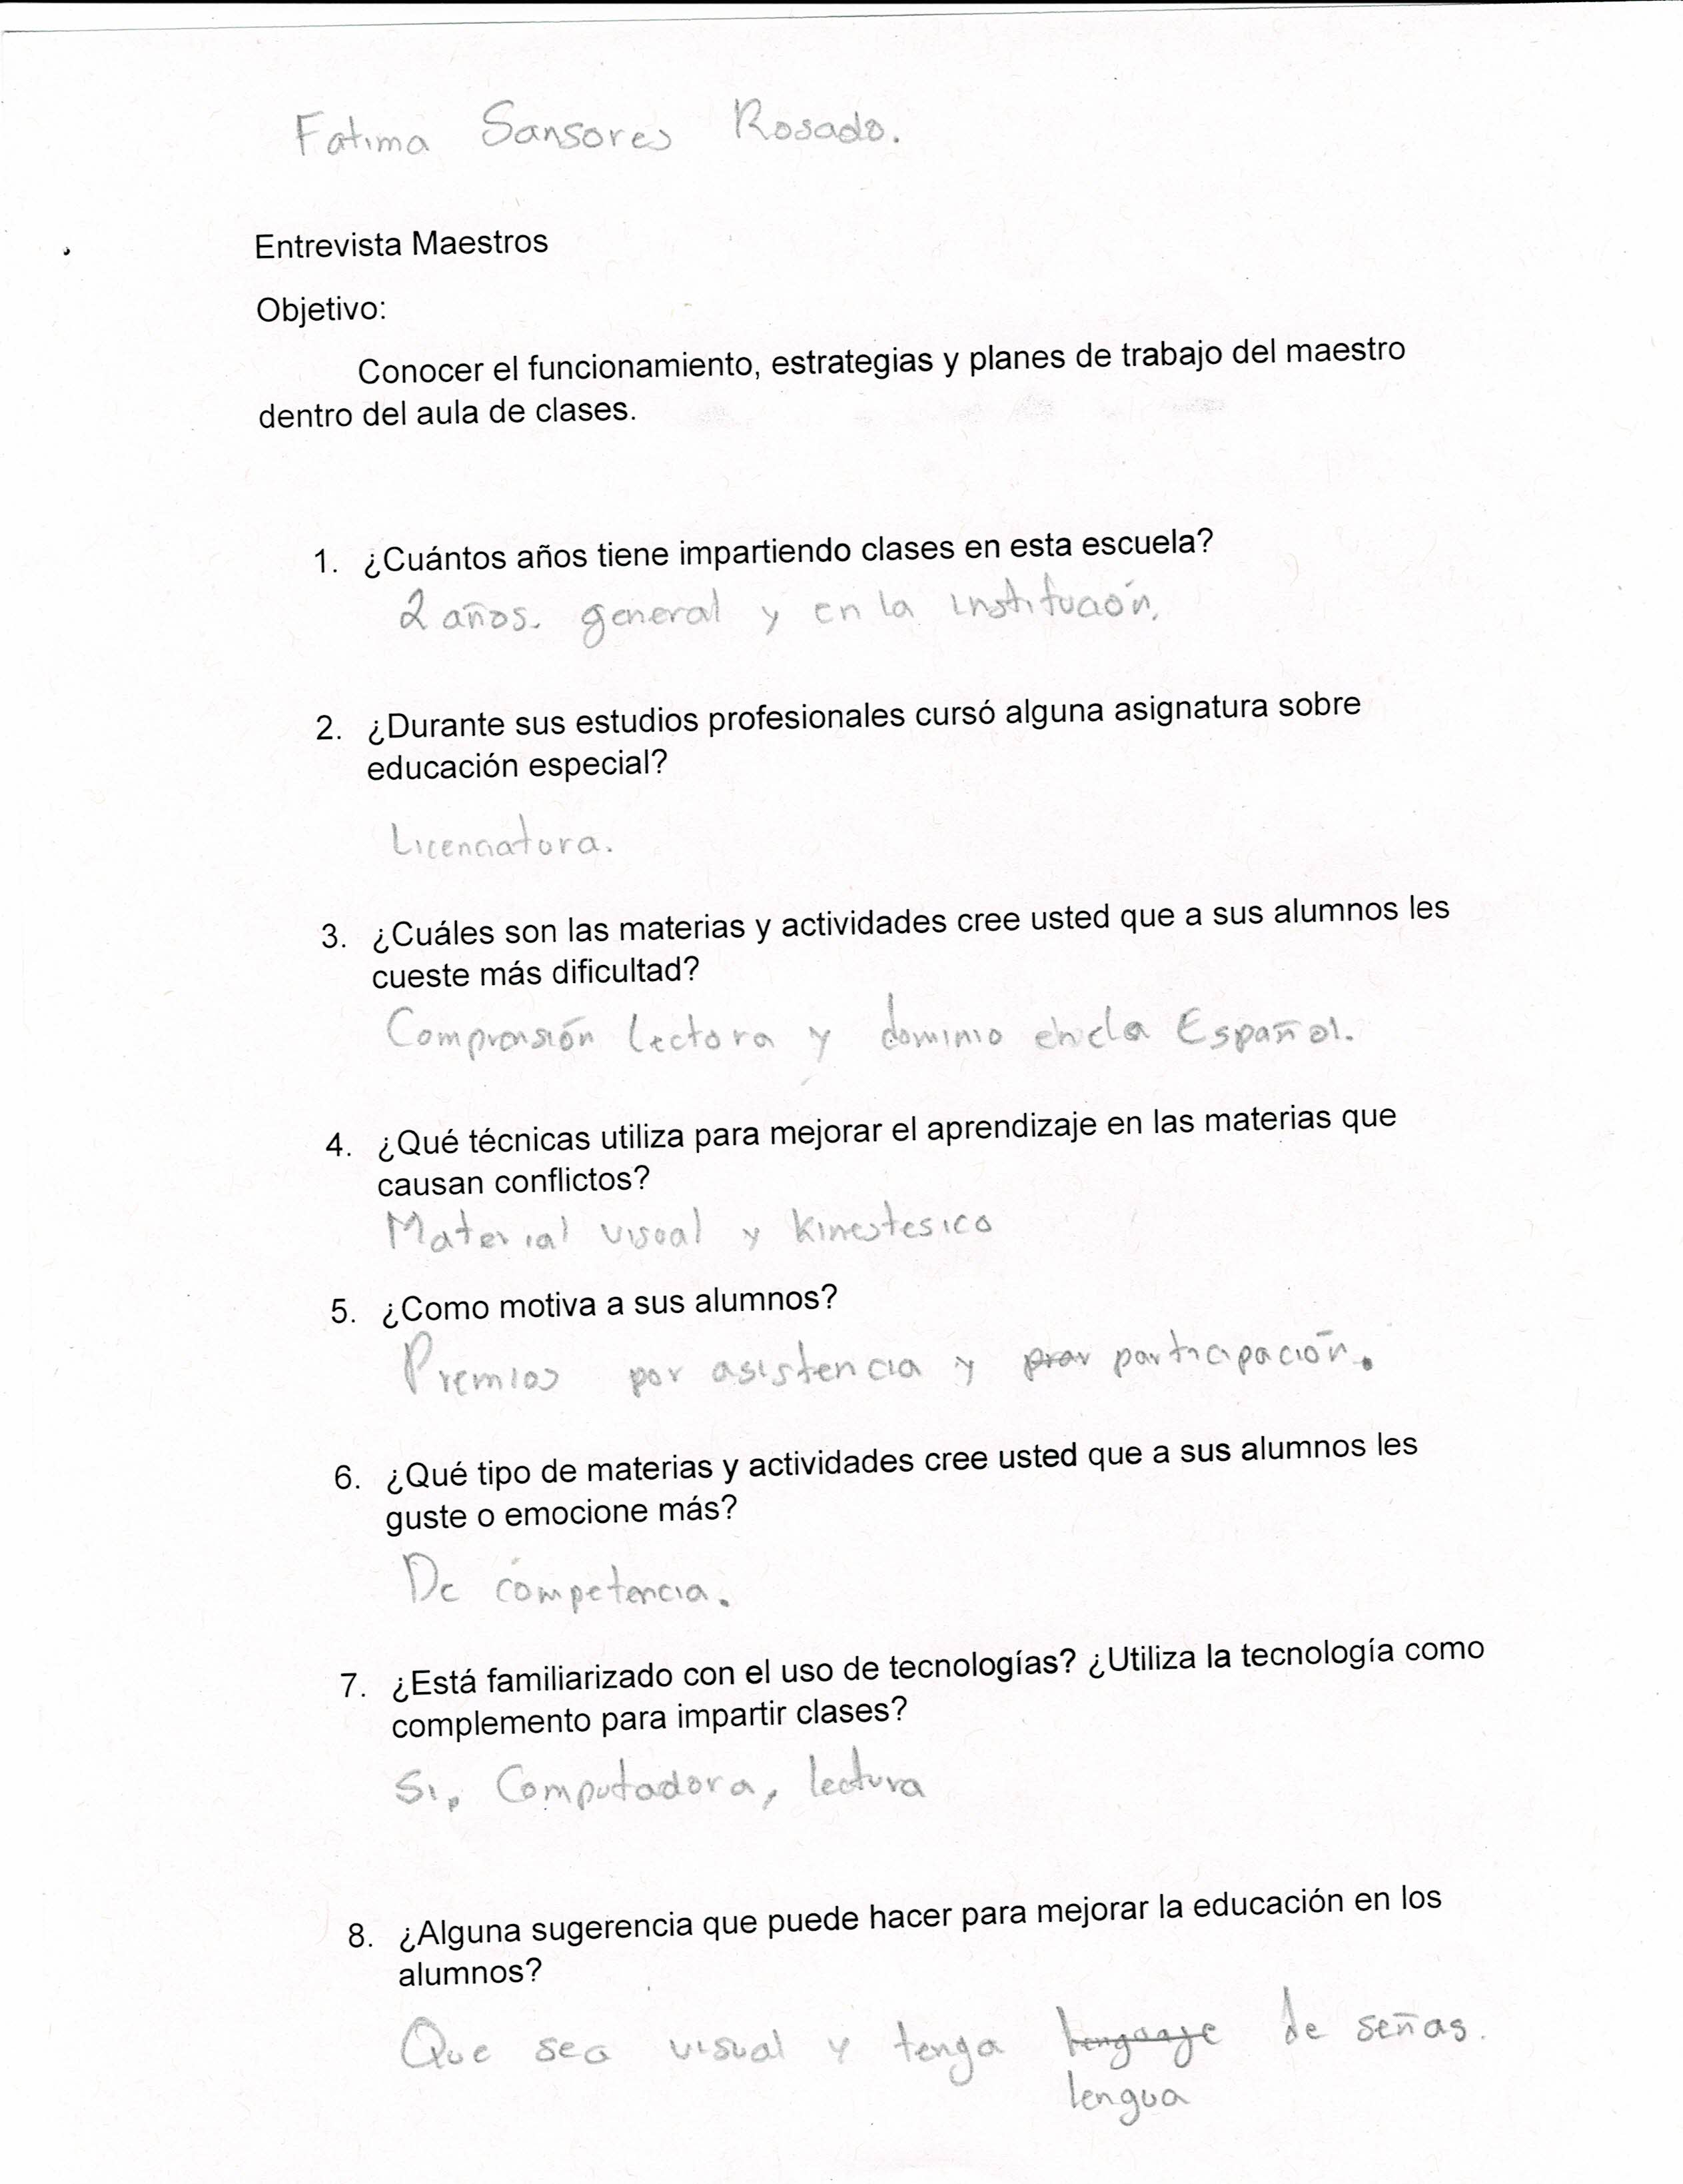 Fatima Sansores Rosado.
Entrevista Maestros
Objetivo:
Conocer el funcionamiento, estrategias y planes de trabajo del maestro
dentro del aula de clases.
1. ¿Cuántos años tiene impartiendo clases en esta escuela?
2 años. general y en la institución.
2. ¿Durante sus estudios profesionales cursó alguna asignatura sobre
educación especial?
Licenciatura.
3. ¿Cuáles son las materias y actividades cree usted que a sus alumnos les
cueste más dificultad?
Comprensión lectora y dominio Español.
4. ¿Qué técnicas utiliza para mejorar el aprendizaje en las materias que
causan conflictos?
Material visual y kinestesico
5. ¿Como motiva a sus alumnos?
Premios por asistencia y participación.
6. ¿Qué tipo de materias y actividades cree usted que a sus alumnos les
guste o emocione más?
De competencia.
7. ¿Está familiarizado con el uso de tecnologías? ¿Utiliza la tecnología como
complemento para impartir clases?
Si, Computadora, lectura
8. ¿Alguna sugerencia que puede hacer para mejorar la educación en los
alumnos?
Que sea visual y tenga lenguaje de señas.
lengua